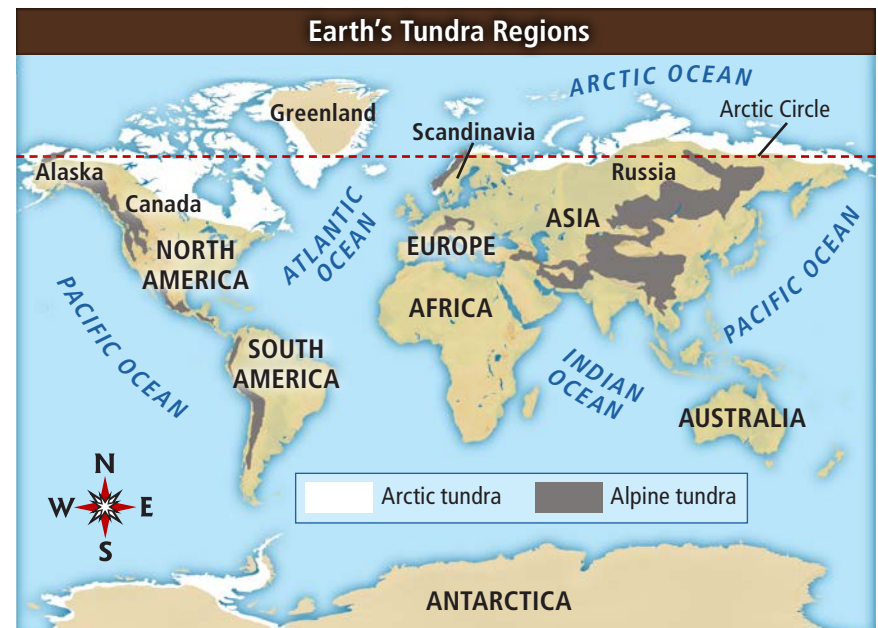 Earth's Tundra Regions
ARCTIC OCEAN
Greenland
Arctic Circle
Scandinavia
Alaska
Russia
Canada
ASIA
ATLANTIC
OCEAN
EUROPE
NORTH
AMERICA
PACIFIC OCEAN
AFRICA
PACIFIC OCEAN
SOUTH
AMERICA
INDIAN
OCEAN
AUSTRALIA
N
W
E
S
Arctic tundra
Alpine tundra
ANTARCTICA